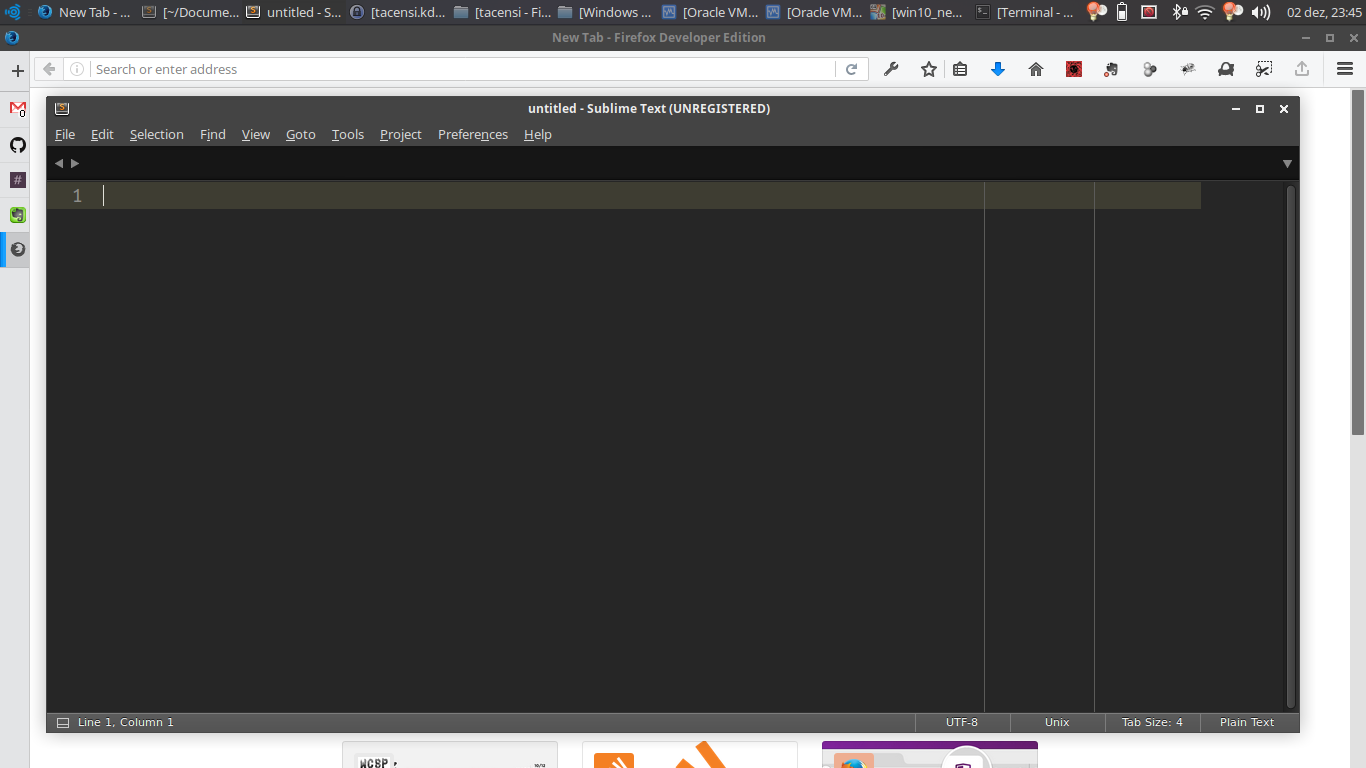 New Tab - ... [~/Docume... untitled - S... [tacensi.kd... [tacensi - Fi... [Windows ... [Oracle VM... [Oracle VM... [win10_ne... [Terminal - ... 02 dez, 23:45
New Tab - Firefox Developer Edition
Search or enter address
0
#
untitled - Sublime Text (UNREGISTERED)
File Edit Selection Find View Goto Tools Project Preferences Help
1
Line 1, Column 1 UTF-8 Unix Tab Size: 4 Plain Text
WCSP